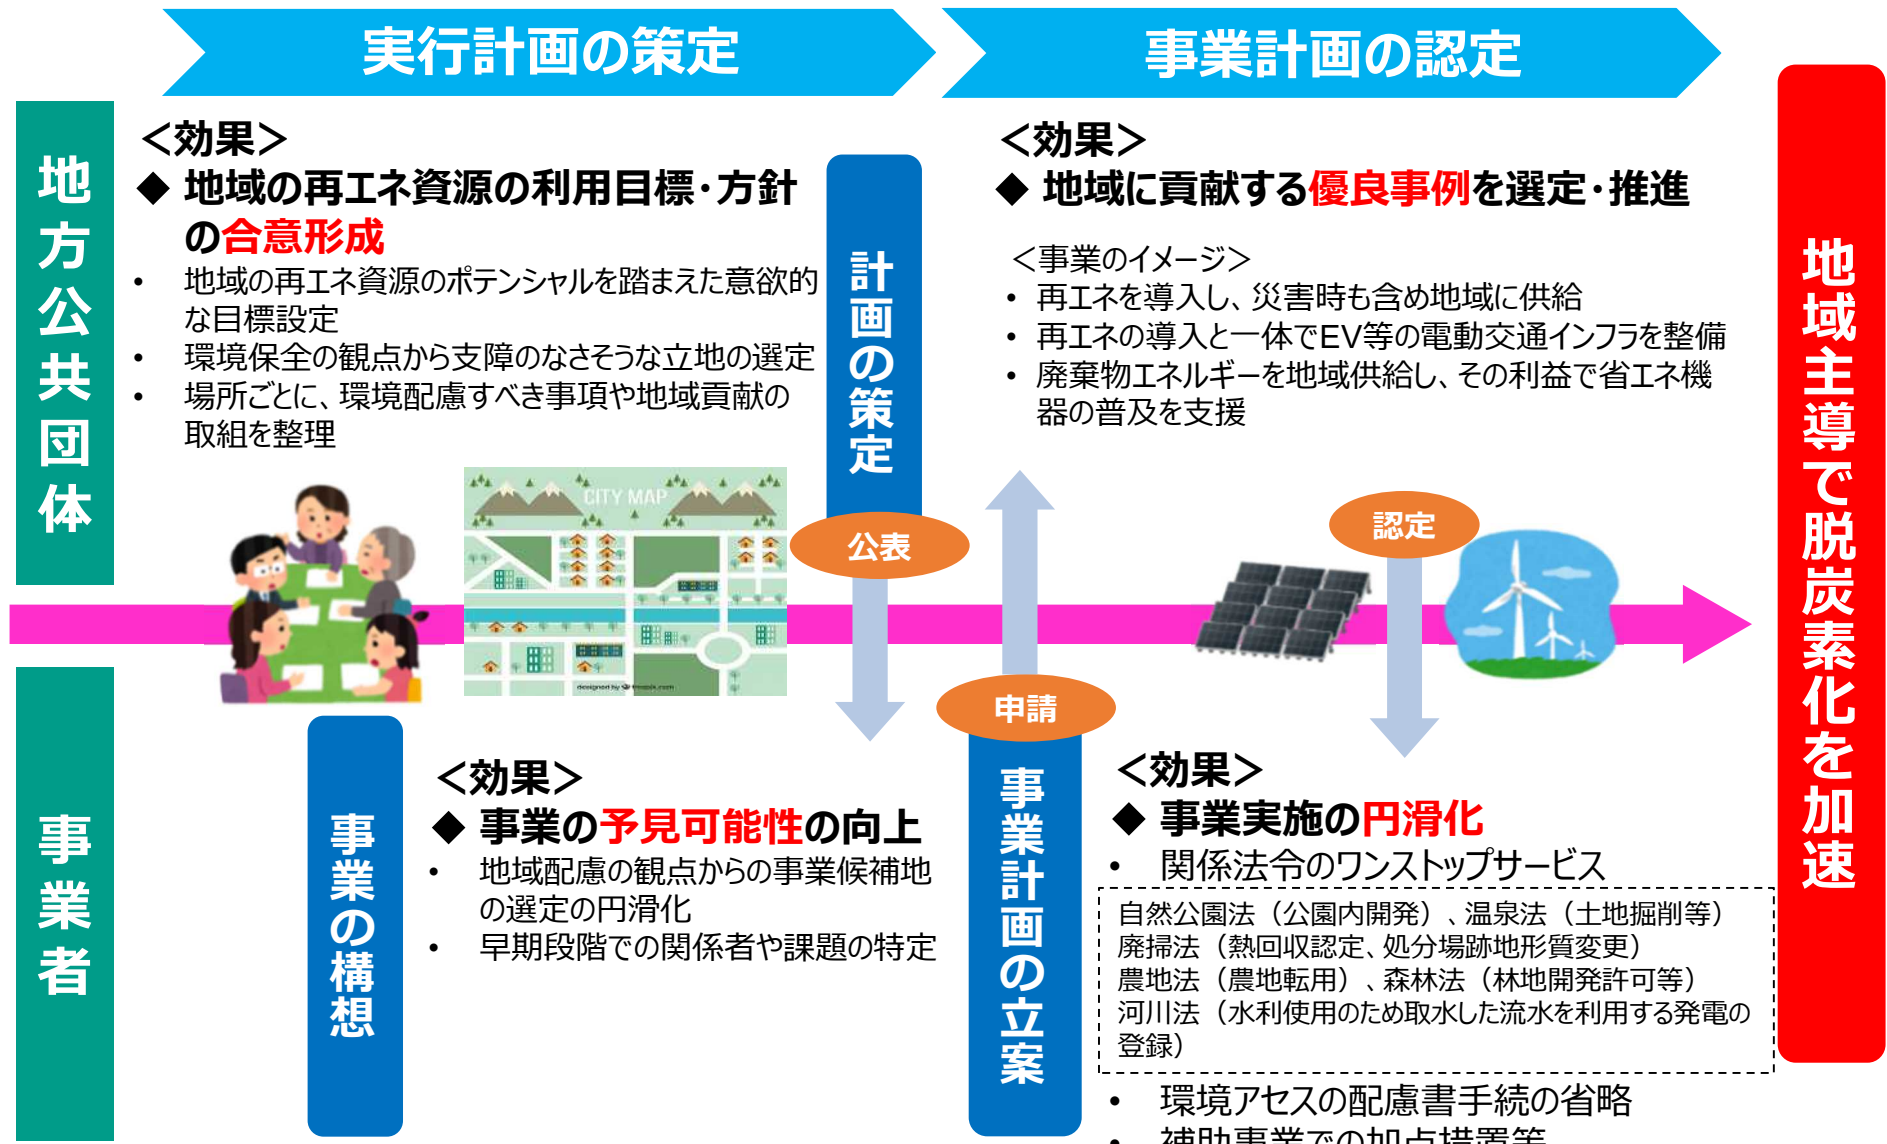 実行計画の策定
事業計画の認定
地方公共団体
＜効果＞
◆ 地域の再エネ資源の利用目標・方針
の合意形成
• 地域の再エネ資源のポテンシャルを踏まえた意欲的
な目標設定
• 環境保全の観点から支障のなさそうな立地の選定
• 場所ごとに、環境配慮すべき事項や地域貢献の
取組を整理
計画の策定
公表
＜効果＞
◆ 地域に貢献する優良事例を選定・推進
＜事業のイメージ＞
• 再エネを導入し、災害時も含め地域に供給
• 再エネの導入と一体でEV等の電動交通インフラを整備
• 廃棄物エネルギーを地域供給し、その利益で省エネ機
器の普及を支援
認定
CITY MAP
designed by freepik.com
地域主導で脱炭素化を加速
事業者
事業の構想
＜効果＞
◆ 事業の予見可能性の向上
• 地域配慮の観点からの事業候補地
の選定の円滑化
• 早期段階での関係者や課題の特定
申請
事業計画の立案
＜効果＞
◆ 事業実施の円滑化
• 関係法令のワンストップサービス
自然公園法（公園内開発）、温泉法（土地掘削等）
廃掃法（熱回収認定、処分場跡地形質変更）
農地法（農地転用）、森林法（林地開発許可等）
河川法（水利使用のため取水した流水を利用する発電の
登録）
• 環境アセスの配慮書手続の省略
• 補助事業での加点措置等